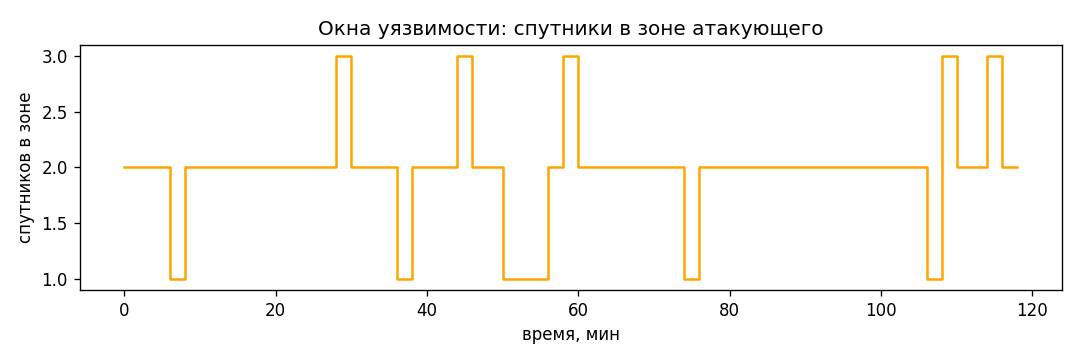 Окна уязвимости: спутники в зоне атакующего
спутников в зоне
3.0
2.5
2.0
1.5
1.0
0 20 40 60 80 100 120
время, мин